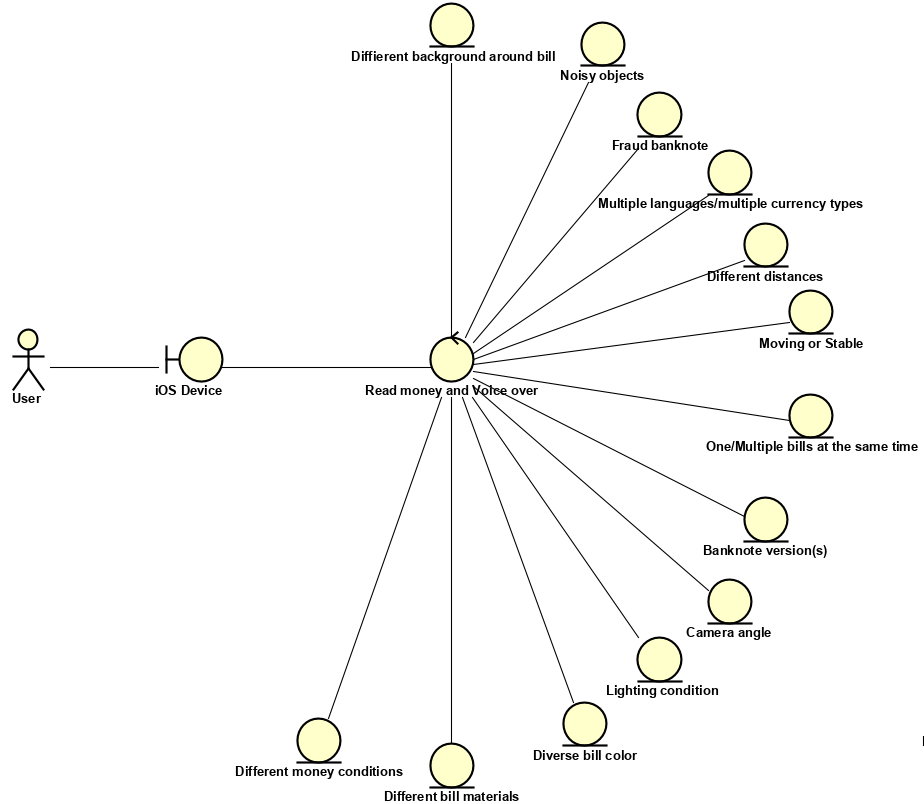 Diffierent background around bill
Noisy objects
Fraud banknote
Multiple languages/multiple currency types
Different distances
Moving or Stable
User
iOS Device
Read money and Voice over
One/Multiple bills at the same time
Banknote version(s)
Camera angle
Lighting condition
Diverse bill color
Different money conditions
Different bill materials